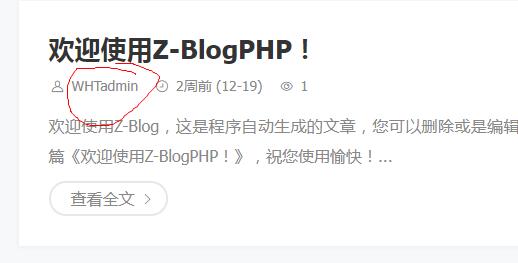 欢迎使用Z-BlogPHP！
WHTadmin 2周前 (12-19) 1
欢迎使用Z-Blog，这是程序自动生成的文章，您可以删除或是编辑
篇《欢迎使用Z-BlogPHP！》，祝您使用愉快！...
查看全文